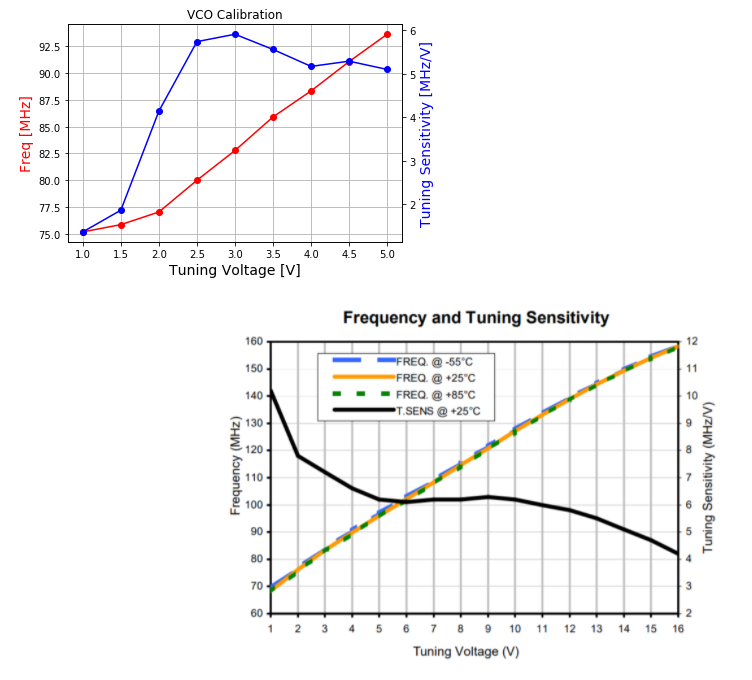 VCO Calibration
92.5
90.0
87.5
85.0
82.5
80.0
77.5
75.0
Freq [MHz]
6
5
4
3
2
Tuning Sensitivity [MHz/V]
1.0 1.5 2.0 2.5 3.0 3.5 4.0 4.5 5.0
Tuning Voltage [V]
Frequency and Tuning Sensitivity
160
150
140
130
120
110
100
90
80
70
60
Frequency (MHz)
FREQ. @ -55°C
FREQ. @ +25°C
FREQ. @ +85°C
T.SENS @ +25°C
12
11
10
9
8
7
6
5
4
3
2
Tuning Sensitivity (MHz/V)
1 2 3 4 5 6 7 8 9 10 11 12 13 14 15 16
Tuning Voltage (V)